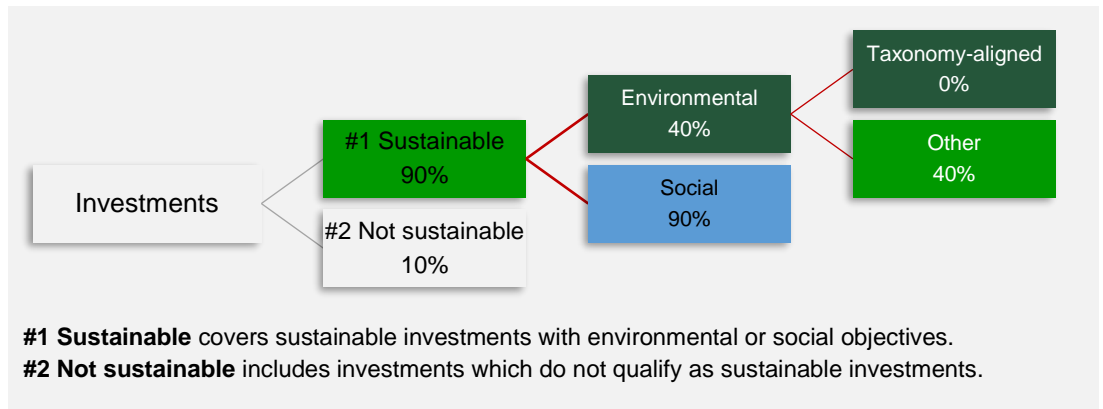 Investments
#1 Sustainable
90%
#2 Not sustainable
10%
Environmental
40%
Social
90%
Taxonomy-aligned
0%
Other
40%
#1 Sustainable covers sustainable investments with environmental or social objectives.
#2 Not sustainable includes investments which do not qualify as sustainable investments.